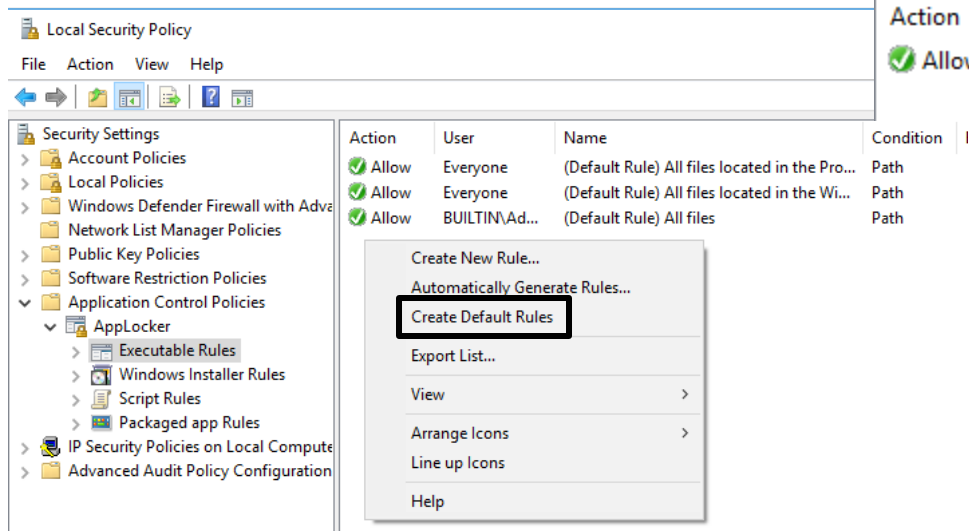 Local Security Policy
Action
File Action View Help
Allow
Security Settings
Account Policies
Local Policies
Windows Defender Firewall with Adva
Network List Manager Policies
Public Key Policies
Software Restriction Policies
Application Control Policies
AppLocker
Executable Rules
Windows Installer Rules
Script Rules
Packaged app Rules
IP Security Policies on Local Compute
Advanced Audit Policy Configuration
Action User Name Condition
Allow Everyone (Default Rule) All files located in the Pro... Path
Allow Everyone (Default Rule) All files located in the Wi... Path
Allow BUILTIN\Ad... (Default Rule) All files Path
Create New Rule...
Automatically Generate Rules...
Create Default Rules
Export List...
View
Arrange Icons
Line up Icons
Help